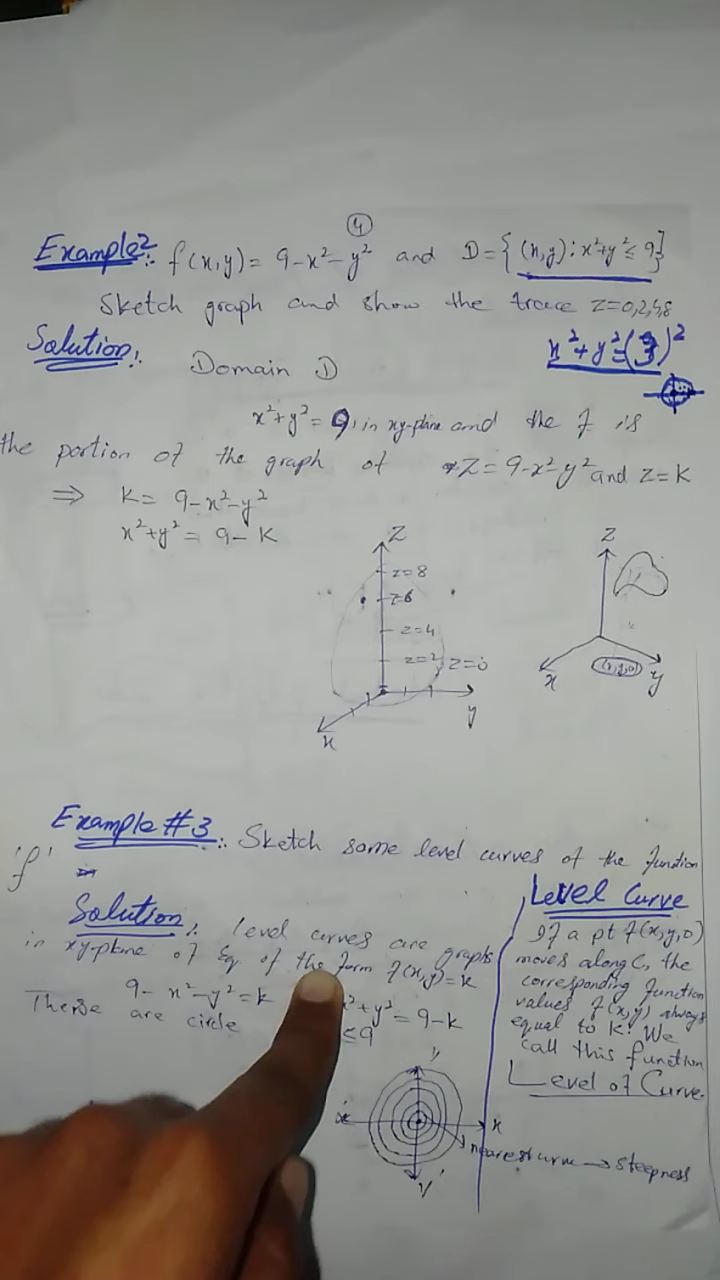 4
Example 2:. f(x,y) = 9-x²-y² and D={(x,y): x²+y² ≤ 9}
Sketch graph and show the trace z=0,2,4,8
Solution:. Domain D
x²+y²=(3)²
x²+y² = 9, in xy-plane and the f is
the portion of the graph of z=9-x²-y² and z=k
⇒ k= 9-x²-y²
x²+y² = 9-k
z
z=8
z=6
z=4
z=2
z=0
y
x
z
x
y
(x,y,0)
Example #3:. Sketch some level curves of the function
'f'
Solution:. level curves are graphs
in xy-plane of Eq of the form f(x,y)=k
9-x²-y²=k
x²+y²=9-k
These are circle
≤9
y
x
x'
y'
nearest curve → steepness
Level Curve
If a pt f(x,y,0)
moves along C, the
corresponding function
values f(x,y) always
equal to K. We
call this function
Level of Curve.